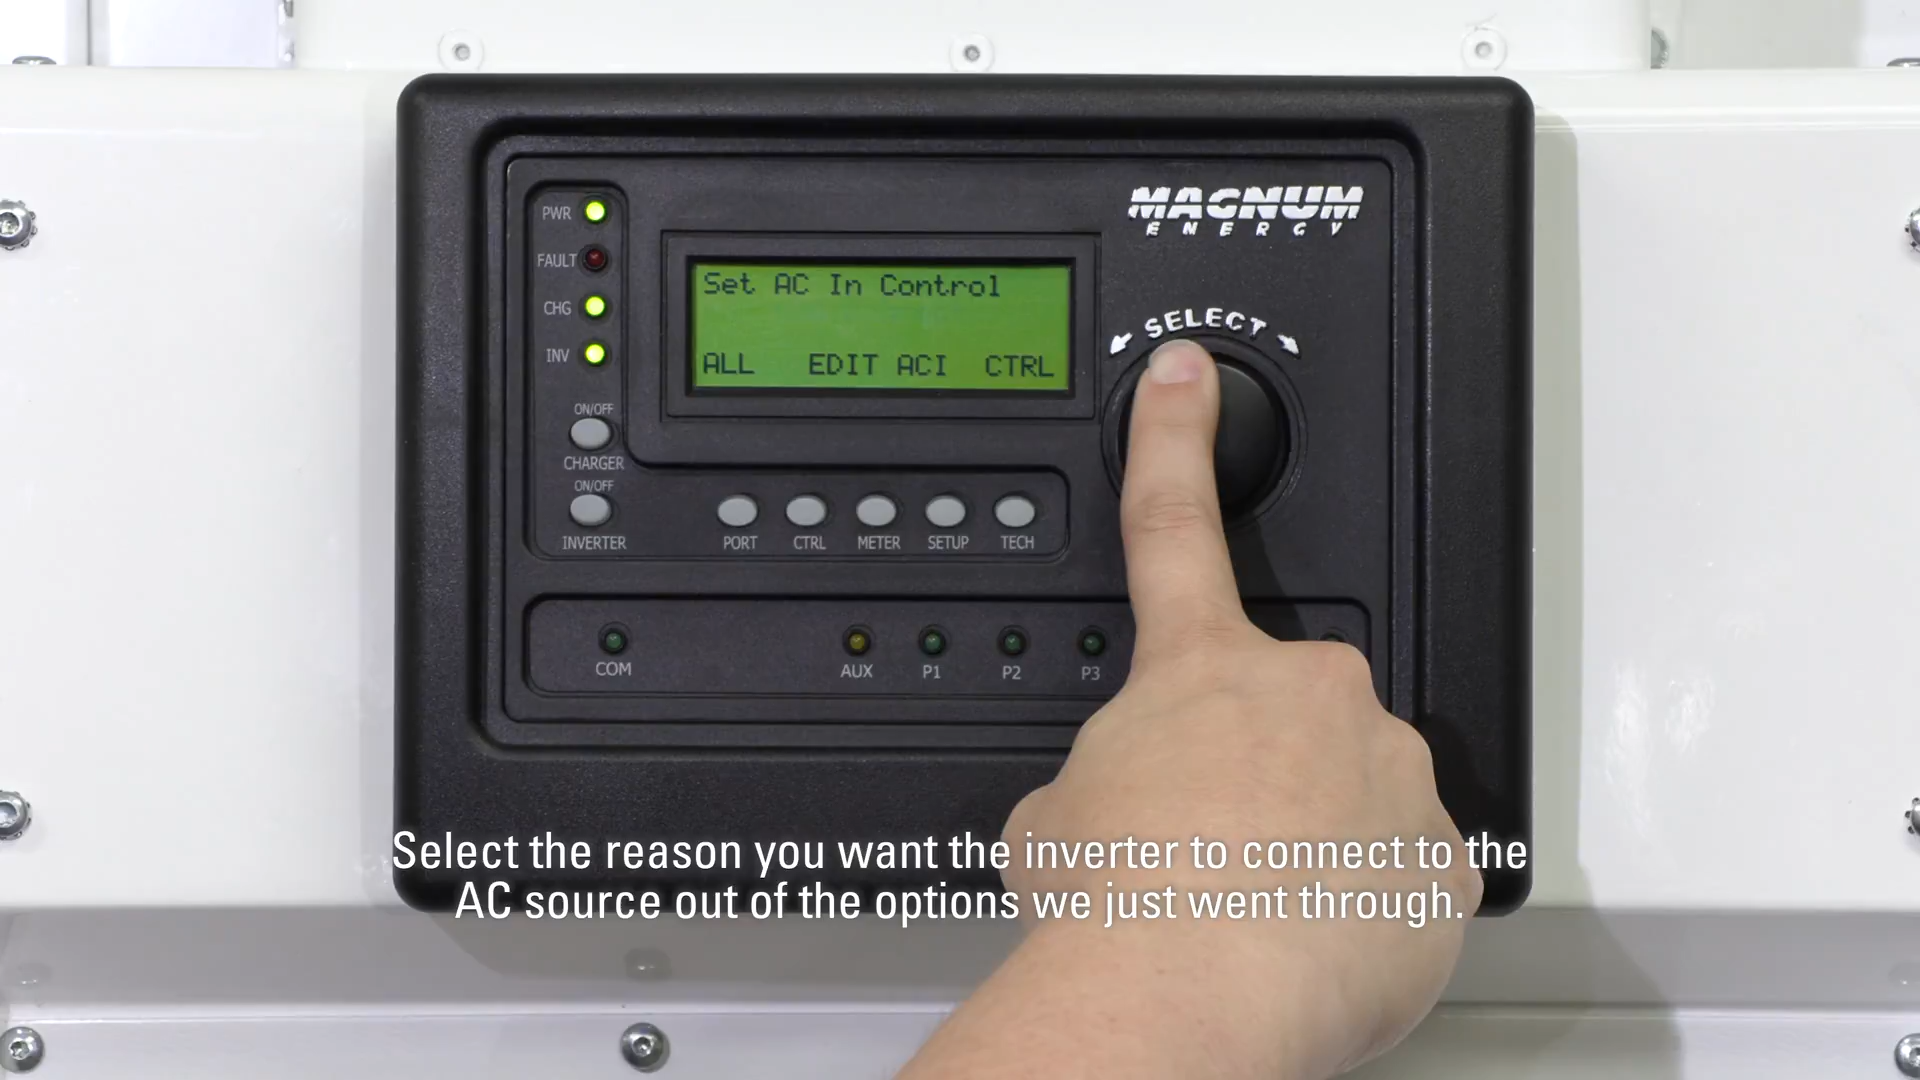 MAGNUM
ENERGY
PWR
FAULT
CHG
INV
Set AC In Control
ALL EDIT ACI CTRL
SELECT
ON/OFF
CHARGER
ON/OFF
INVERTER
PORT CTRL METER SETUP TECH
COM AUX P1 P2 P3
Select the reason you want the inverter to connect to the
AC source out of the options we just went through.